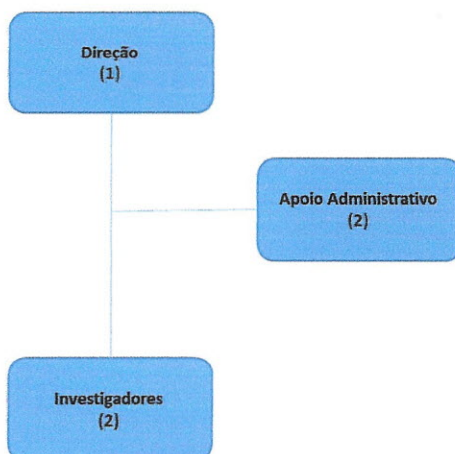 Direção
(1)
Apoio Administrativo
(2)
Investigadores
(2)